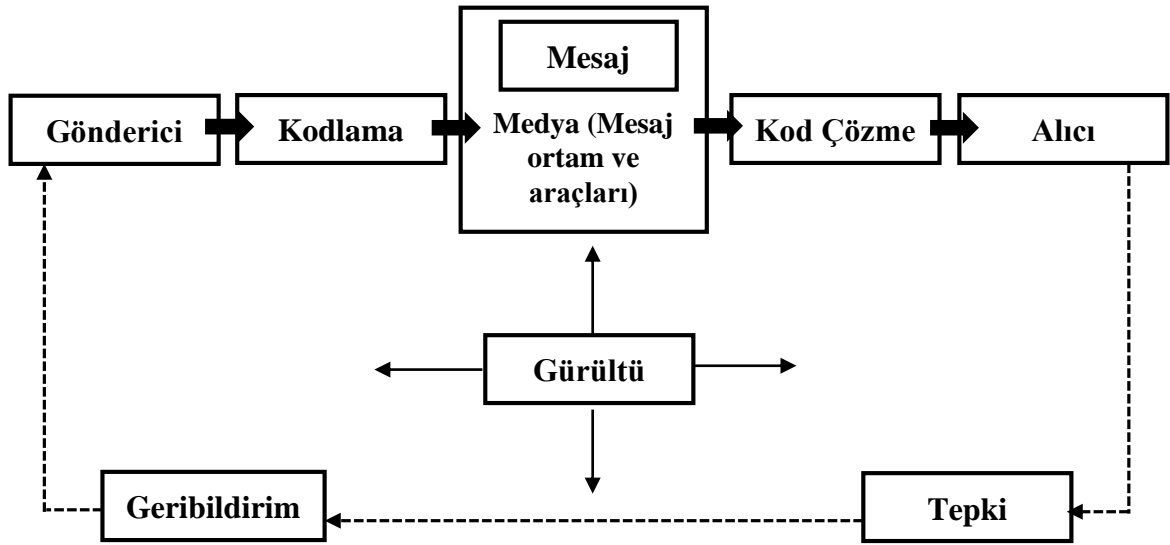 Mesaj
Gönderici
Kodlama
Medya (Mesaj
ortam ve
araçları)
Kod Çözme
Alıcı
Gürültü
Geribildirim
Tepki